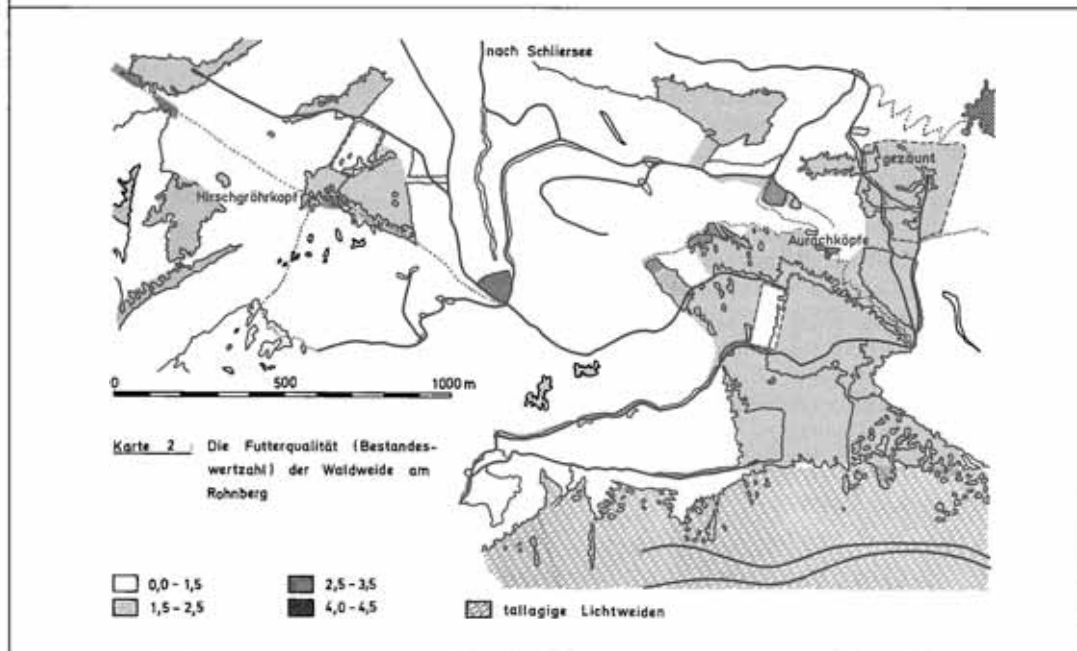 nach Schliersee
gezäunt
Hirschgröhrkopf
Aurachköpfe
0 500 1000 m
Karte 2 : Die Futterqualität (Bestandes-
wertzahl) der Waldweide am
Rohnberg
0,0 - 1,5
2,5 - 3,5
1,5 - 2,5
4,0 - 4,5
tallagige Lichtweiden